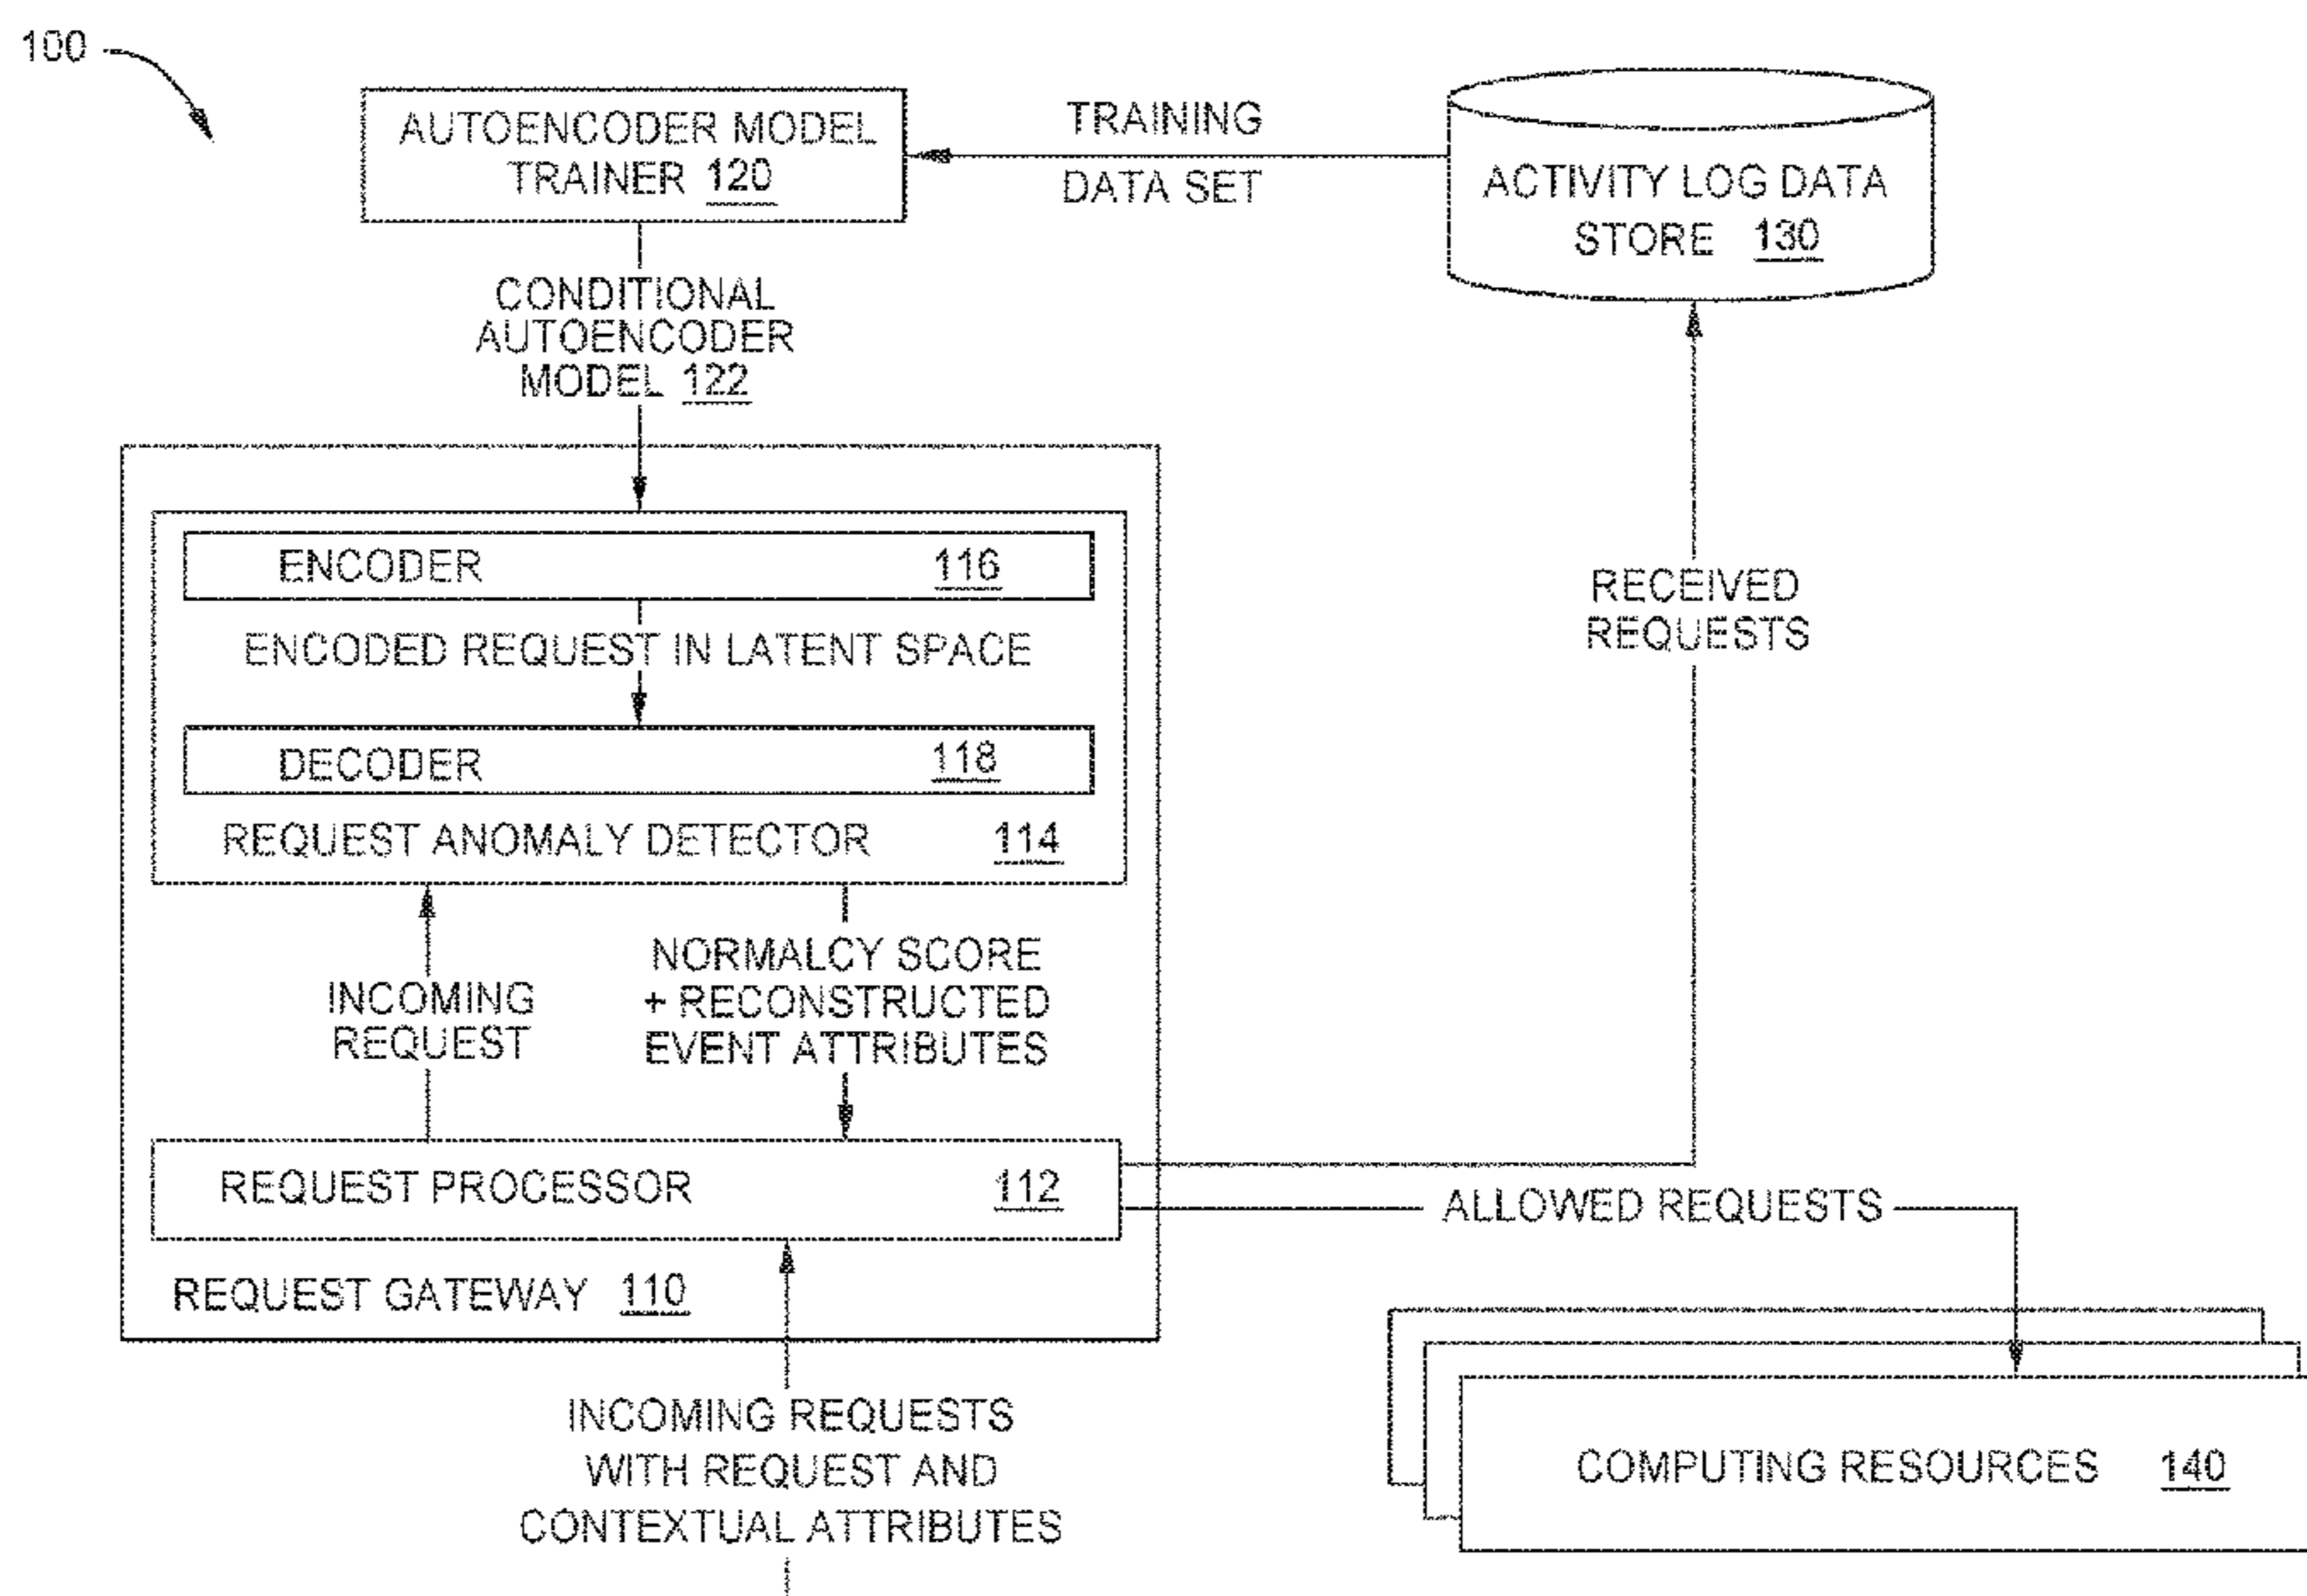 100
AUTOENCODER MODEL
TRAINER 120
TRAINING
DATA SET
ACTIVITY LOG DATA
STORE 130
CONDITIONAL
AUTOENCODER
MODEL 122
ENCODER 116
ENCODED REQUEST IN LATENT SPACE
DECODER 118
REQUEST ANOMALY DETECTOR 114
RECEIVED
REQUESTS
INCOMING
REQUEST
NORMALCY SCORE
+ RECONSTRUCTED
EVENT ATTRIBUTES
REQUEST PROCESSOR 112
ALLOWED REQUESTS
REQUEST GATEWAY 110
INCOMING REQUESTS
WITH REQUEST AND
CONTEXTUAL ATTRIBUTES
COMPUTING RESOURCES 140